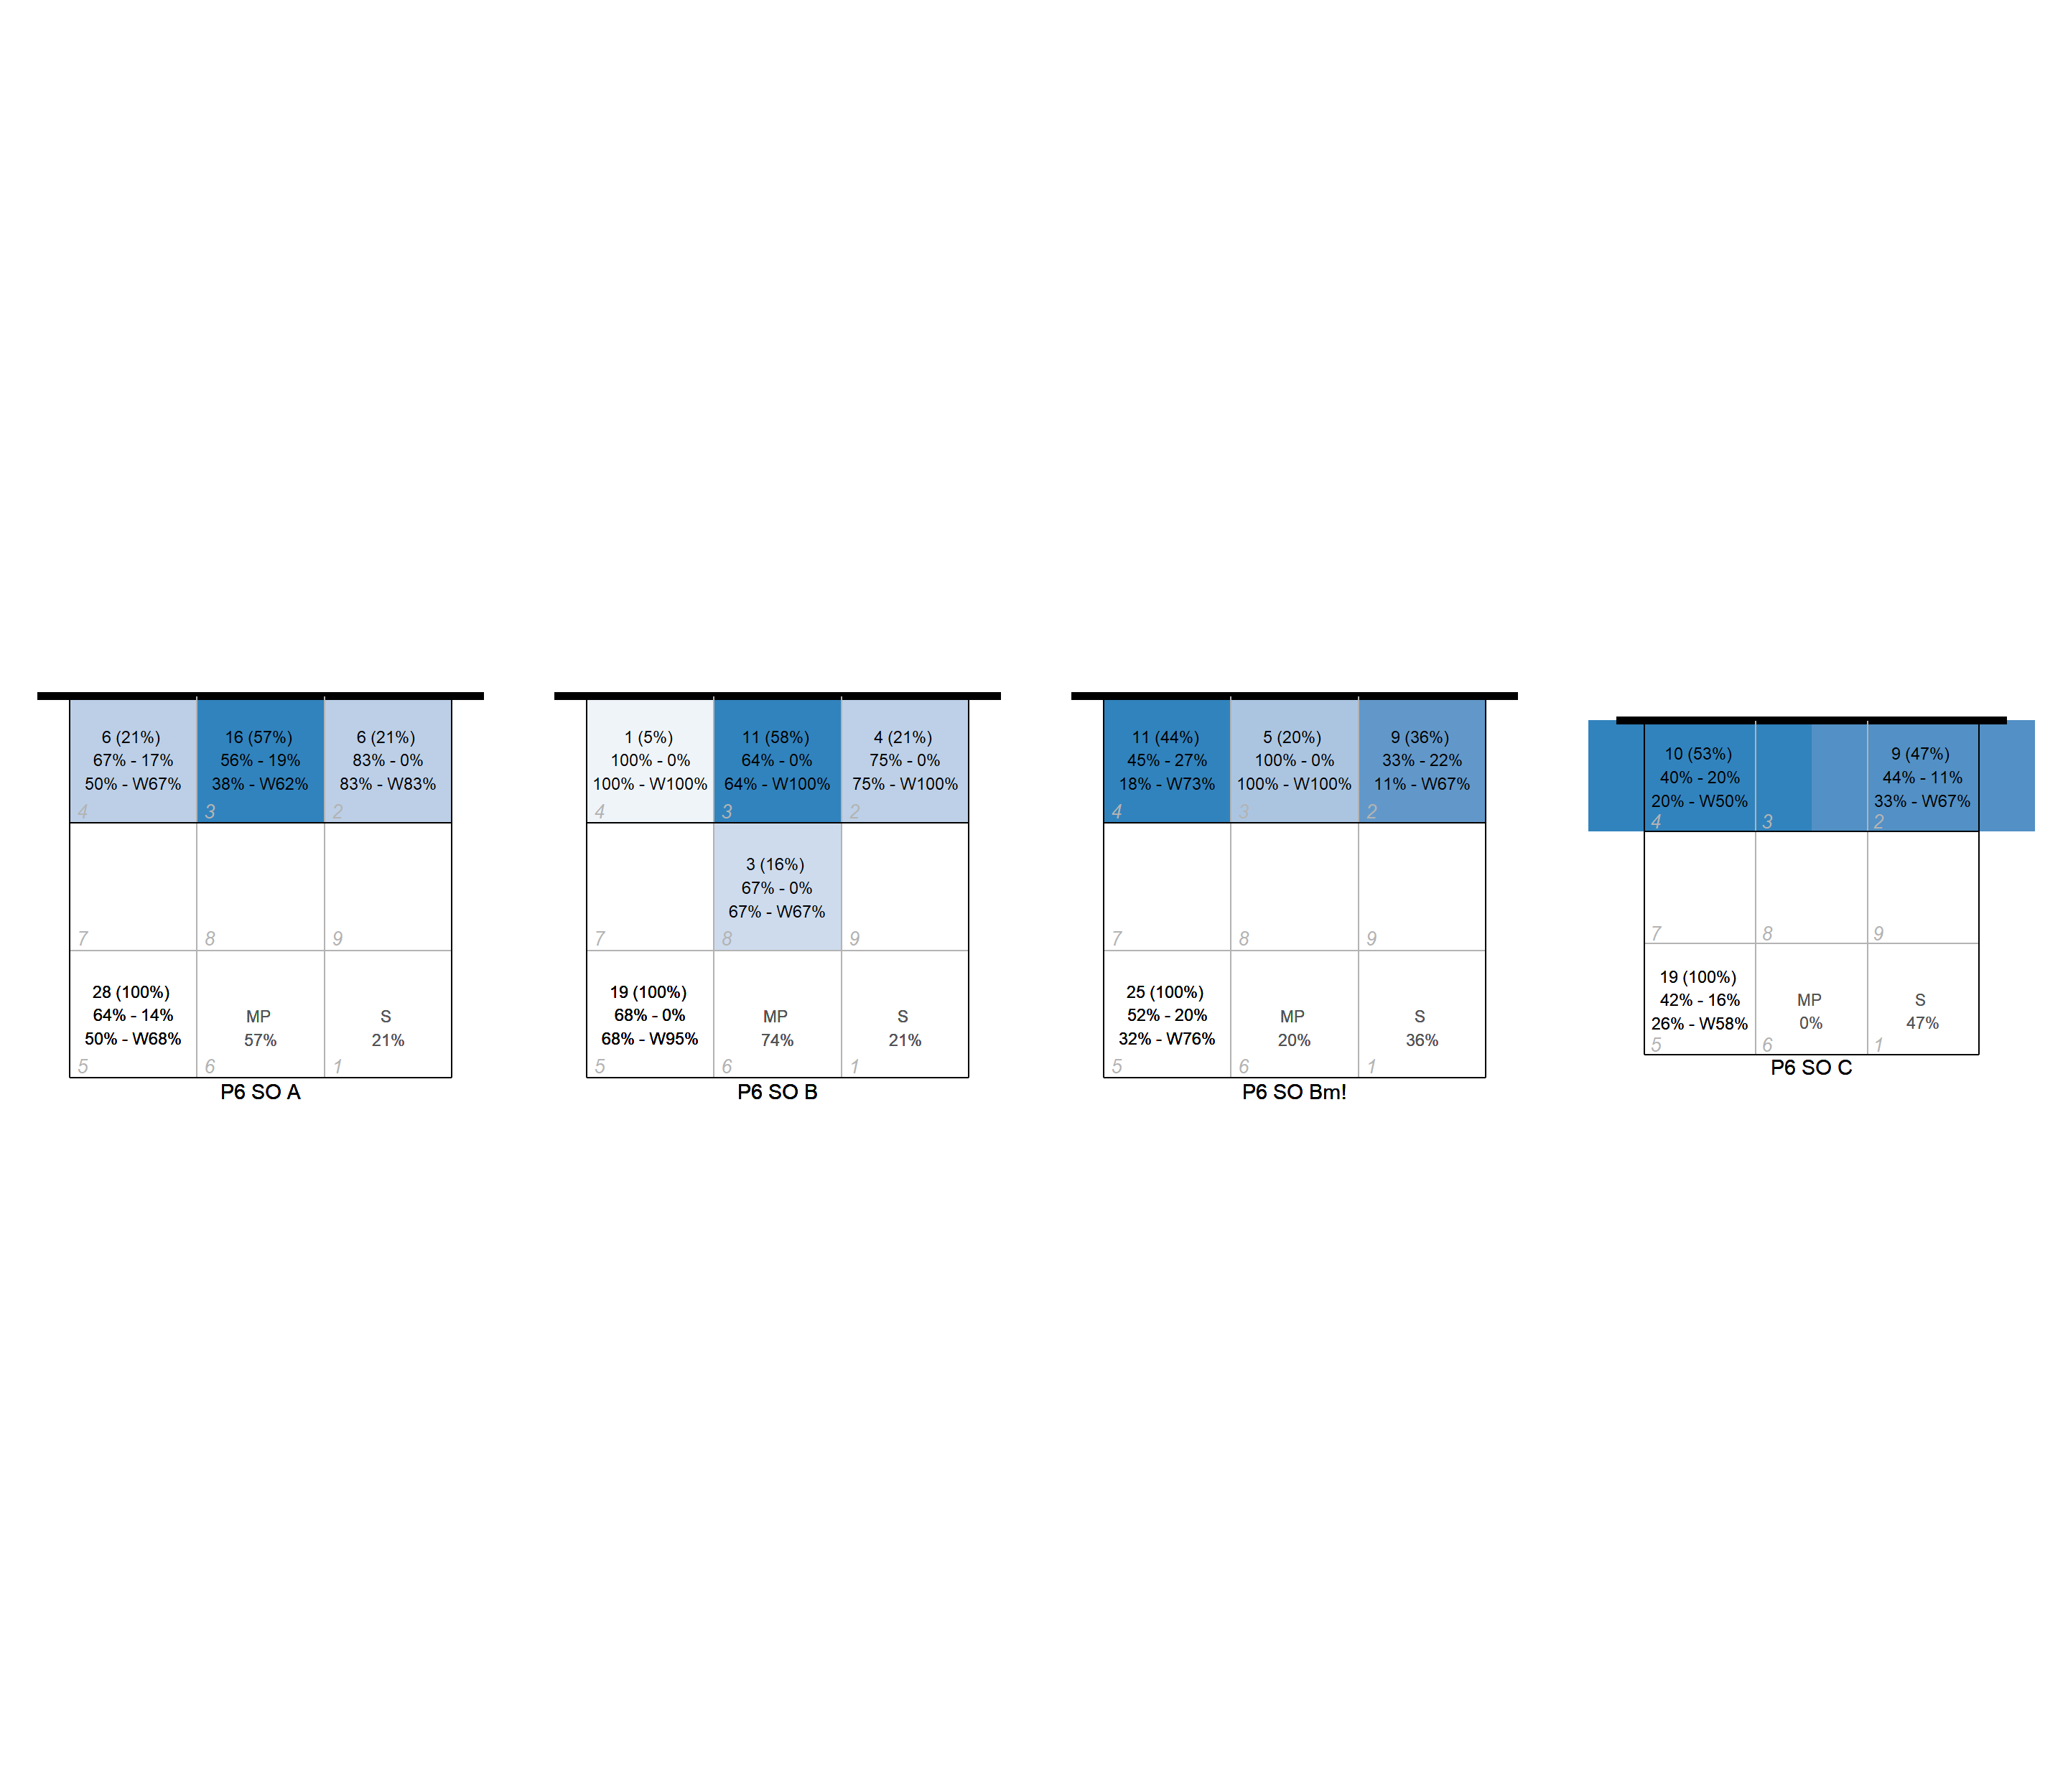 6 (21%)
67% - 17%
50% - W67%
4
16 (57%)
56% - 19%
38% - W62%
3
6 (21%)
83% - 0%
83% - W83%
2
7
8
9
28 (100%)
64% - 14%
50% - W68%
5
MP
57%
6
S
21%
1
P6 SO A
1 (5%)
100% - 0%
100% - W100%
4
11 (58%)
64% - 0%
64% - W100%
3
4 (21%)
75% - 0%
75% - W100%
2
7
3 (16%)
67% - 0%
67% - W67%
8
9
19 (100%)
68% - 0%
68% - W95%
5
MP
74%
6
S
21%
1
P6 SO B
11 (44%)
45% - 27%
18% - W73%
4
5 (20%)
100% - 0%
100% - W100%
3
9 (36%)
33% - 22%
11% - W67%
2
7
8
9
25 (100%)
52% - 20%
32% - W76%
5
MP
20%
6
S
36%
1
P6 SO Bm!
10 (53%)
40% - 20%
20% - W50%
4
3
9 (47%)
44% - 11%
33% - W67%
2
7
8
9
19 (100%)
42% - 16%
26% - W58%
5
MP
0%
6
S
47%
1
P6 SO C